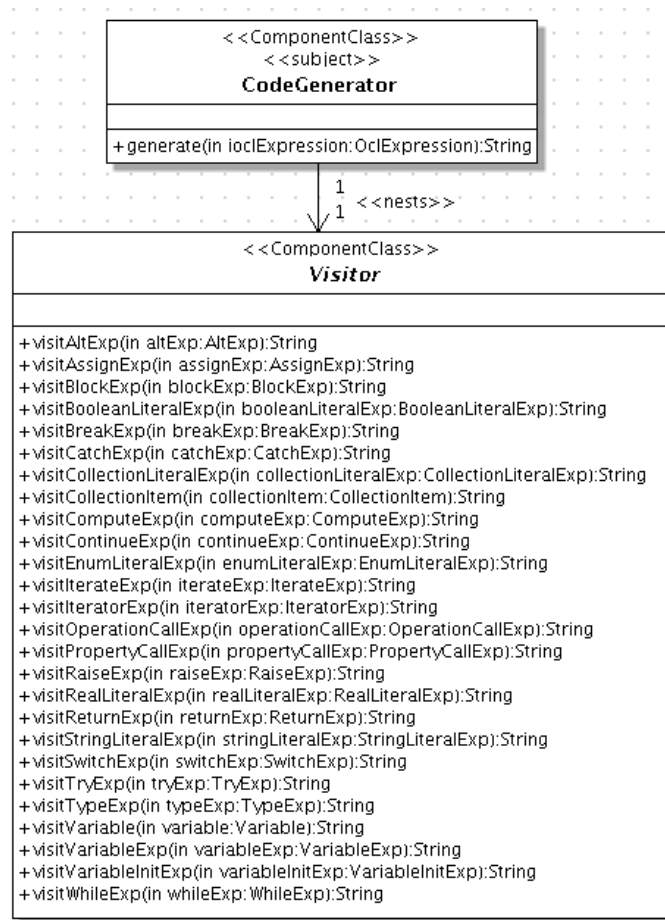 <<ComponentClass>>
<<subject>>
CodeGenerator
+generate(in ioclExpression:OclExpression):String
1
1 <<nests>>
<<ComponentClass>>
Visitor
+visitAltExp(in altExp:AltExp):String
+visitAssignExp(in assignExp:AssignExp):String
+visitBlockExp(in blockExp:BlockExp):String
+visitBooleanLiteralExp(in booleanLiteralExp:BooleanLiteralExp):String
+visitBreakExp(in breakExp:BreakExp):String
+visitCatchExp(in catchExp:CatchExp):String
+visitCollectionLiteralExp(in collectionLiteralExp:CollectionLiteralExp):String
+visitCollectionItem(in collectionItem:CollectionItem):String
+visitComputeExp(in computeExp:ComputeExp):String
+visitContinueExp(in continueExp:ContinueExp):String
+visitEnumLiteralExp(in enumLiteralExp:EnumLiteralExp):String
+visitIterateExp(in iterateExp:IterateExp):String
+visitIteratorExp(in iteratorExp:IteratorExp):String
+visitOperationCallExp(in operationCallExp:OperationCallExp):String
+visitPropertyCallExp(in propertyCallExp:PropertyCallExp):String
+visitRaiseExp(in raiseExp:RaiseExp):String
+visitRealLiteralExp(in realLiteralExp:RealLiteralExp):String
+visitReturnExp(in returnExp:ReturnExp):String
+visitStringLiteralExp(in stringLiteralExp:StringLiteralExp):String
+visitSwitchExp(in switchExp:SwitchExp):String
+visitTryExp(in tryExp:TryExp):String
+visitTypeExp(in typeExp:TypeExp):String
+visitVariable(in variable:Variable):String
+visitVariableExp(in variableExp:VariableExp):String
+visitVariableInitExp(in variableInitExp:VariableInitExp):String
+visitWhileExp(in whileExp:WhileExp):String